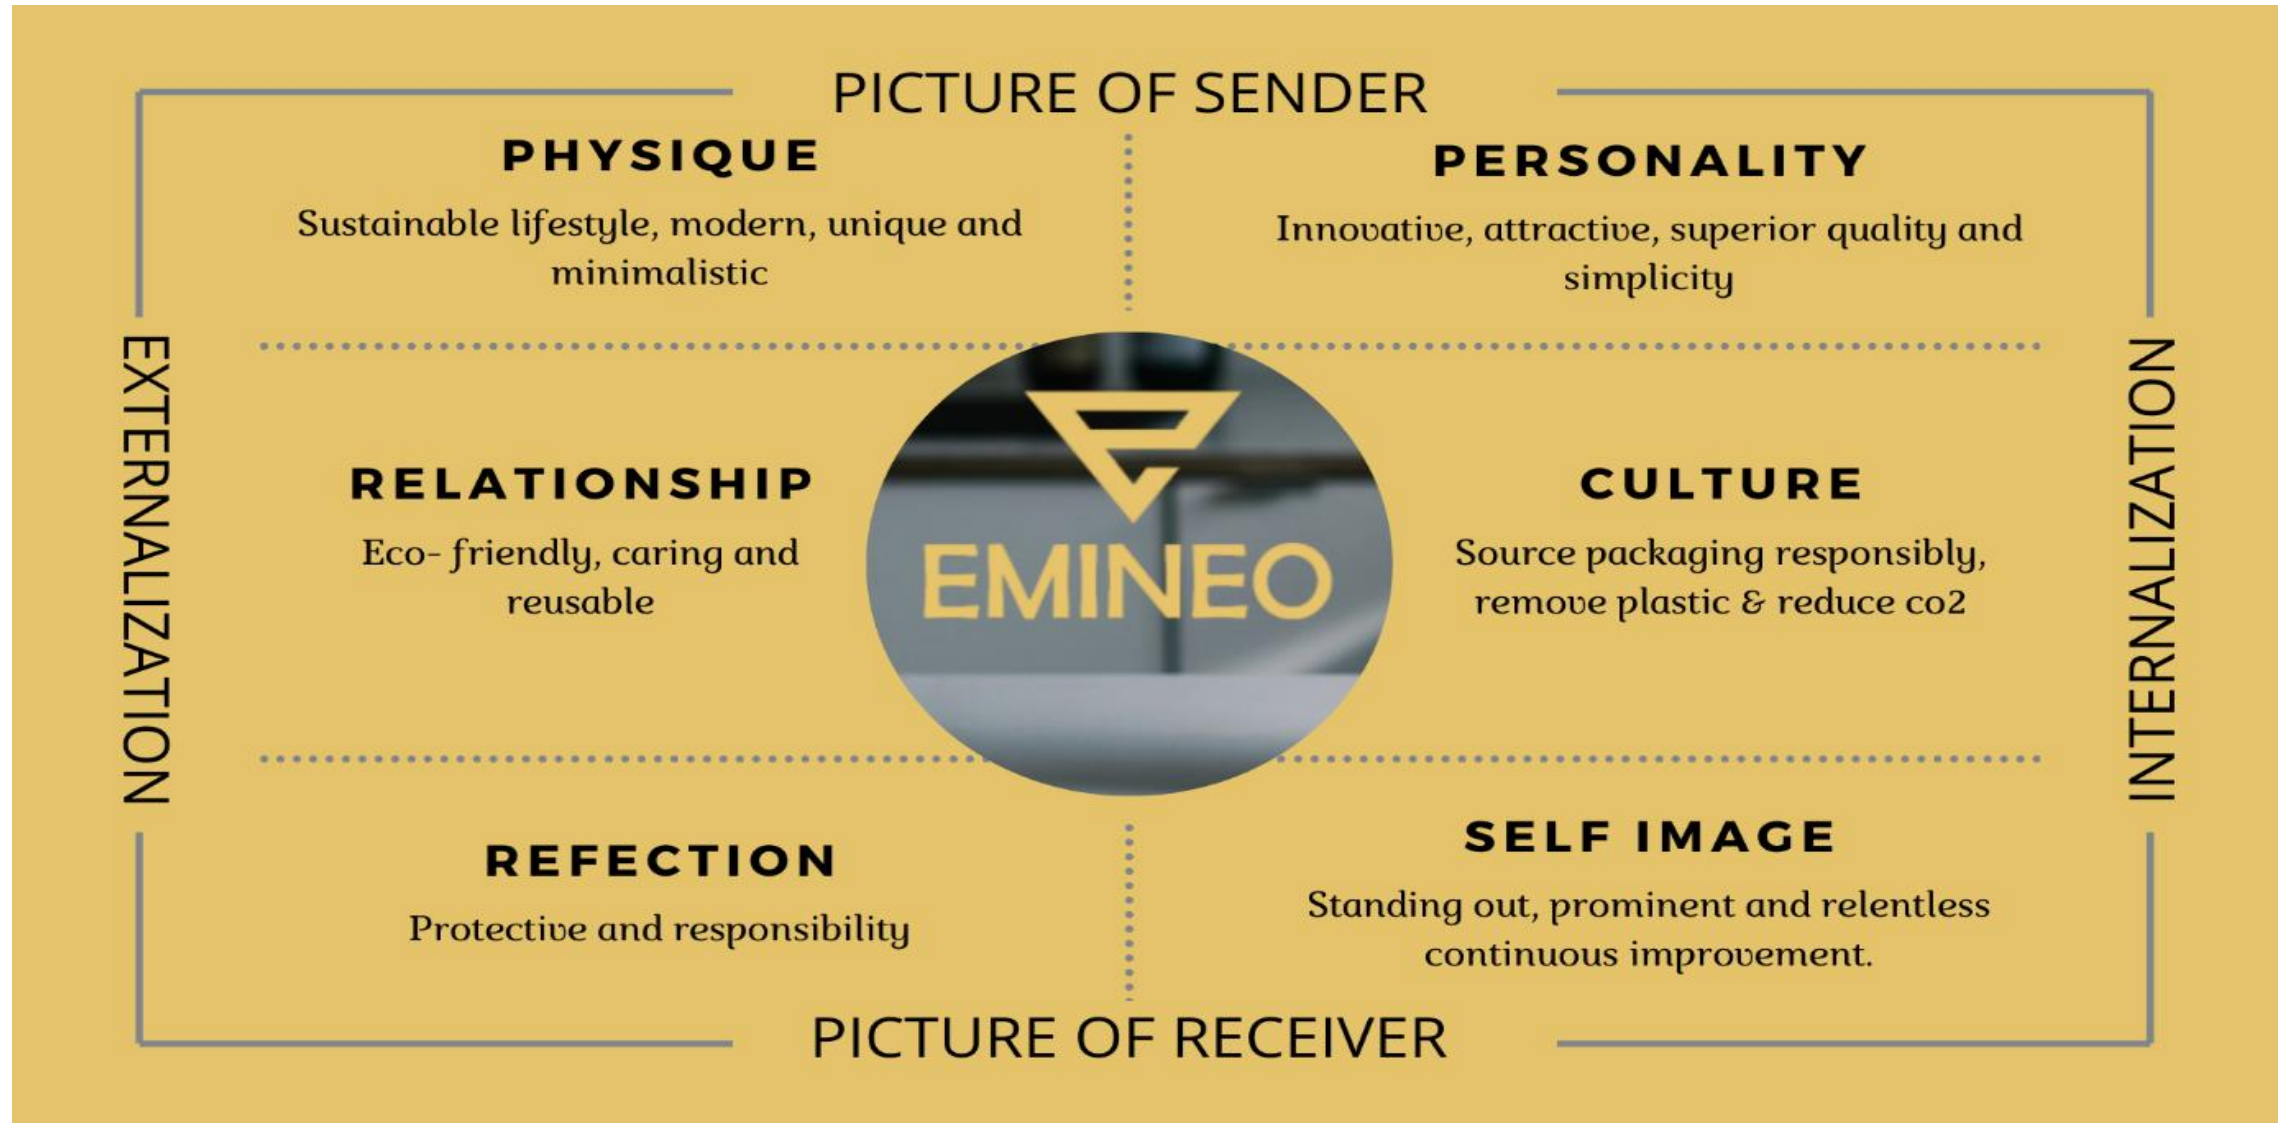 PICTURE OF SENDER
PHYSIQUE
Sustainable lifestyle, modern, unique and
minimalistic
PERSONALITY
Innovative, attractive, superior quality and
simplicity
EXTERNALIZATION
RELATIONSHIP
Eco- friendly, caring and
reusable
EMINEO
CULTURE
Source packaging responsibly,
remove plastic & reduce co2
INTERNALIZATION
REFECTION
Protective and responsibility
SELF IMAGE
Standing out, prominent and relentless
continuous improvement.
PICTURE OF RECEIVER